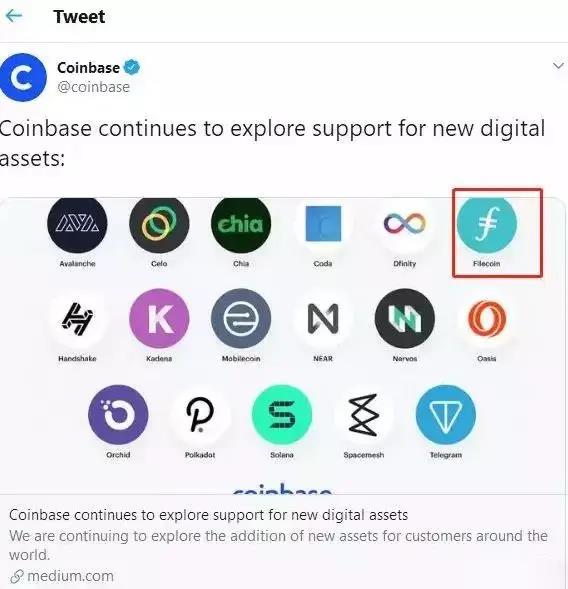 Tweet
Coinbase
@coinbase
Coinbase continues to explore support for new digital
assets:
chia
Avalanche Celo Chia Coda Dfinity Filecoin
K
Handshake Kadena Mobilecoin NEAR Nervos Oasis
Orchid Polkadot Solana Spacemesh Telegram
coinbase
Coinbase continues to explore support for new digital assets
We are continuing to explore the addition of new assets for customers around the
world.
medium.com